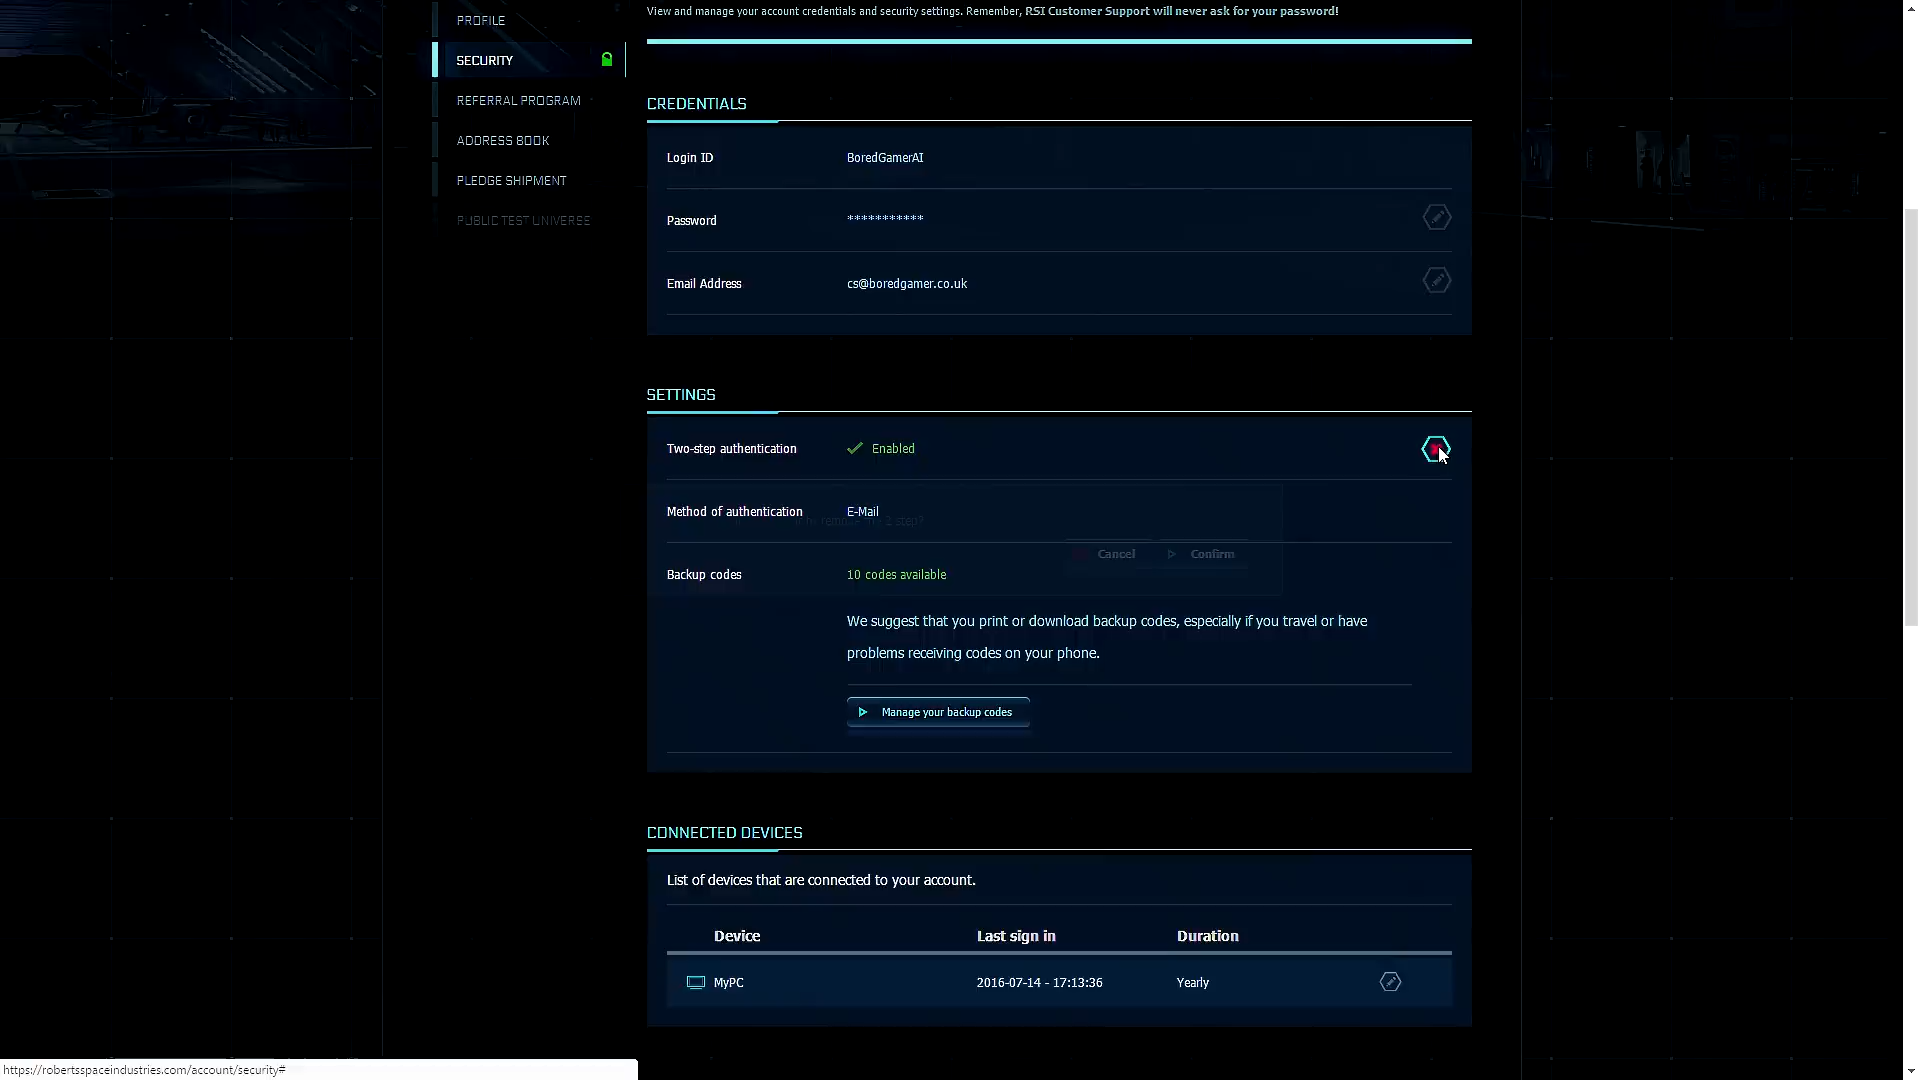 PROFILE
View and manage your account credentials and security settings. Remember, RSI Customer Support will never ask for your password!
SECURITY
REFERRAL PROGRAM
ADDRESS BOOK
PLEDGE SHIPMENT
PUBLIC TEST UNIVERSE
CREDENTIALS
Login ID BoredGamerAI
Password ***********
Email Address cs@boredgamer.co.uk
SETTINGS
Two-step authentication Enabled
Method of authentication E-Mail
remove 2 step?
Cancel Confirm
Backup codes 10 codes available
We suggest that you print or download backup codes, especially if you travel or have
problems receiving codes on your phone.
Manage your backup codes
CONNECTED DEVICES
List of devices that are connected to your account.
Device Last sign in Duration
MyPC 2016-07-14 - 17:13:36 Yearly
https://robertsspaceindustries.com/account/security#